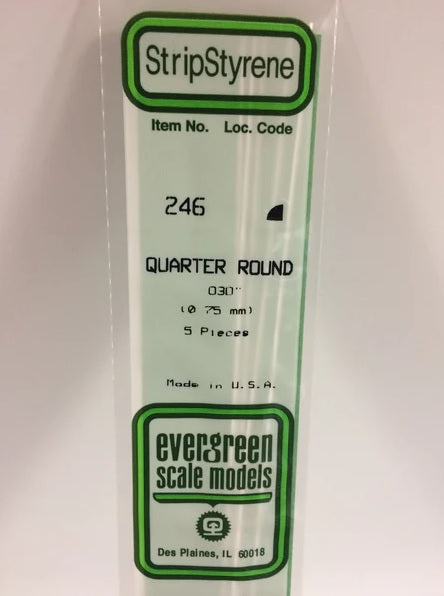 StripStyrene
Item No. Loc. Code
246
QUARTER ROUND
.030"
(0.75 mm)
5 Pieces
Made in U.S.A.
evergreen
scale models
Des Plaines, IL 60018